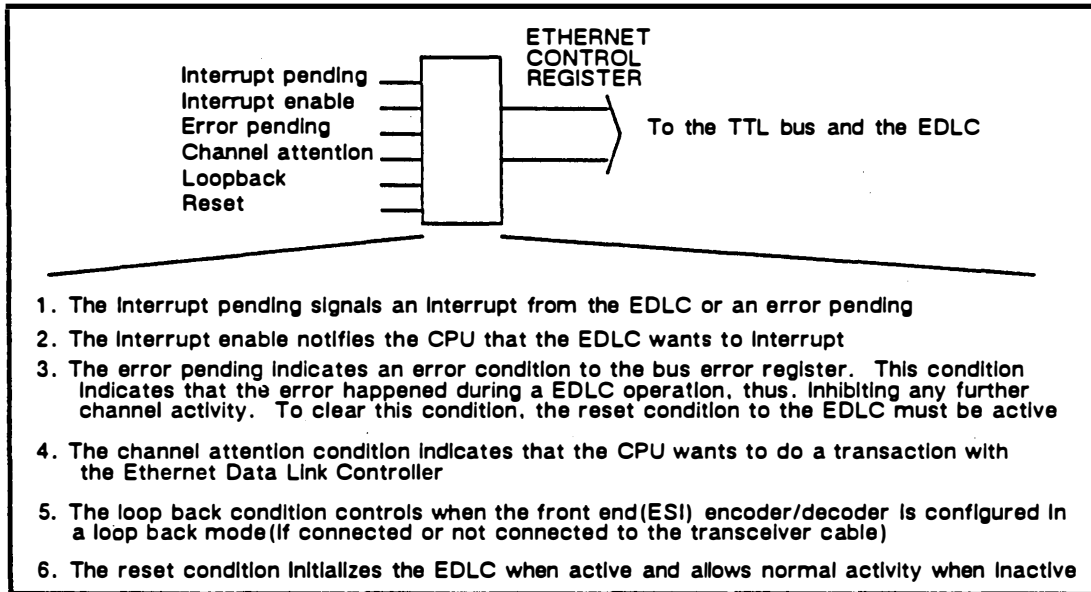 ETHERNET
CONTROL
REGISTER
Interrupt pending
Interrupt enable
Error pending
Channel attention
Loopback
Reset
To the TTL bus and the EDLC
1. The Interrupt pending signals an Interrupt from the EDLC or an error pending
2. The Interrupt enable notifies the CPU that the EDLC wants to Interrupt
3. The error pending Indicates an error condition to the bus error register. This condition
Indicates that the error happened during a EDLC operation, thus. Inhibiting any further
channel activity. To clear this condition, the reset condition to the EDLC must be active
4. The channel attention condition Indicates that the CPU wants to do a transaction with
the Ethernet Data Link Controller
5. The loop back condition controls when the front end(ESI) encoder/decoder is configured in
a loop back mode(If connected or not connected to the transceiver cable)
6. The reset condition Initializes the EDLC when active and allows normal activity when inactive